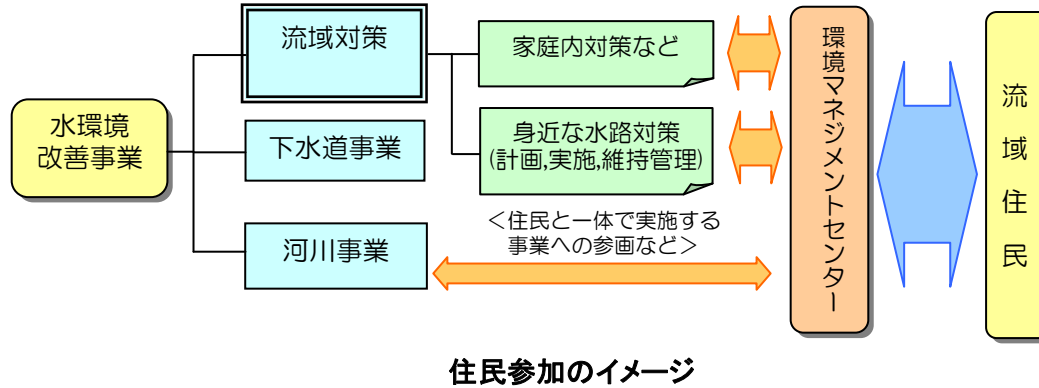 水環境
改善事業
流域対策
下水道事業
河川事業
家庭内対策など
身近な水路対策
(計画,実施,維持管理)
＜住民と一体で実施する
事業への参画など＞
環境マネジメントセンター
流域住民
住民参加のイメージ